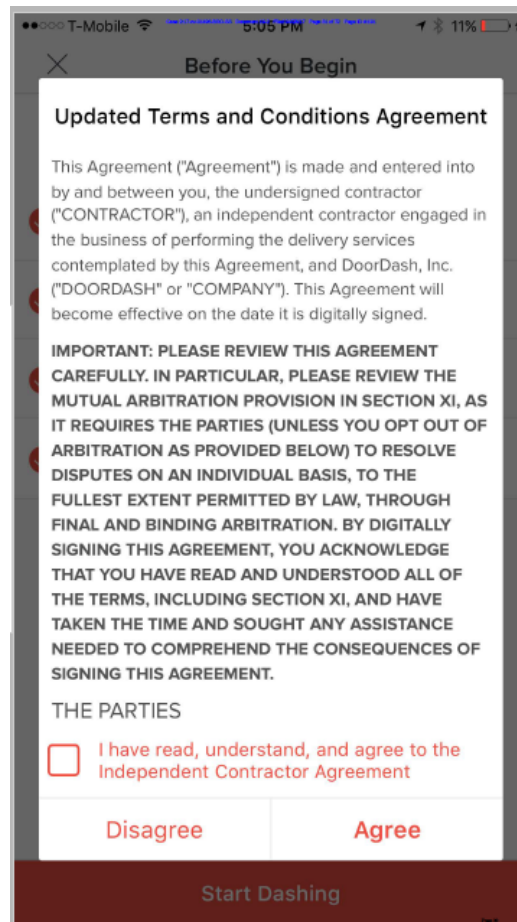 T-Mobile 5:05 PM 11%
Before You Begin
Updated Terms and Conditions Agreement
This Agreement ("Agreement") is made and entered into
by and between you, the undersigned contractor
("CONTRACTOR"), an independent contractor engaged in
the business of performing the delivery services
contemplated by this Agreement, and DoorDash, Inc.
("DOORDASH" or "COMPANY"). This Agreement will
become effective on the date it is digitally signed.
IMPORTANT: PLEASE REVIEW THIS AGREEMENT
CAREFULLY. IN PARTICULAR, PLEASE REVIEW THE
MUTUAL ARBITRATION PROVISION IN SECTION XI, AS
IT REQUIRES THE PARTIES (UNLESS YOU OPT OUT OF
ARBITRATION AS PROVIDED BELOW) TO RESOLVE
DISPUTES ON AN INDIVIDUAL BASIS, TO THE
FULLEST EXTENT PERMITTED BY LAW, THROUGH
FINAL AND BINDING ARBITRATION. BY DIGITALLY
SIGNING THIS AGREEMENT, YOU ACKNOWLEDGE
THAT YOU HAVE READ AND UNDERSTOOD ALL OF
THE TERMS, INCLUDING SECTION XI, AND HAVE
TAKEN THE TIME AND SOUGHT ANY ASSISTANCE
NEEDED TO COMPREHEND THE CONSEQUENCES OF
SIGNING THIS AGREEMENT.
THE PARTIES
I have read, understand, and agree to the
Independent Contractor Agreement
Disagree Agree
Start Dashing